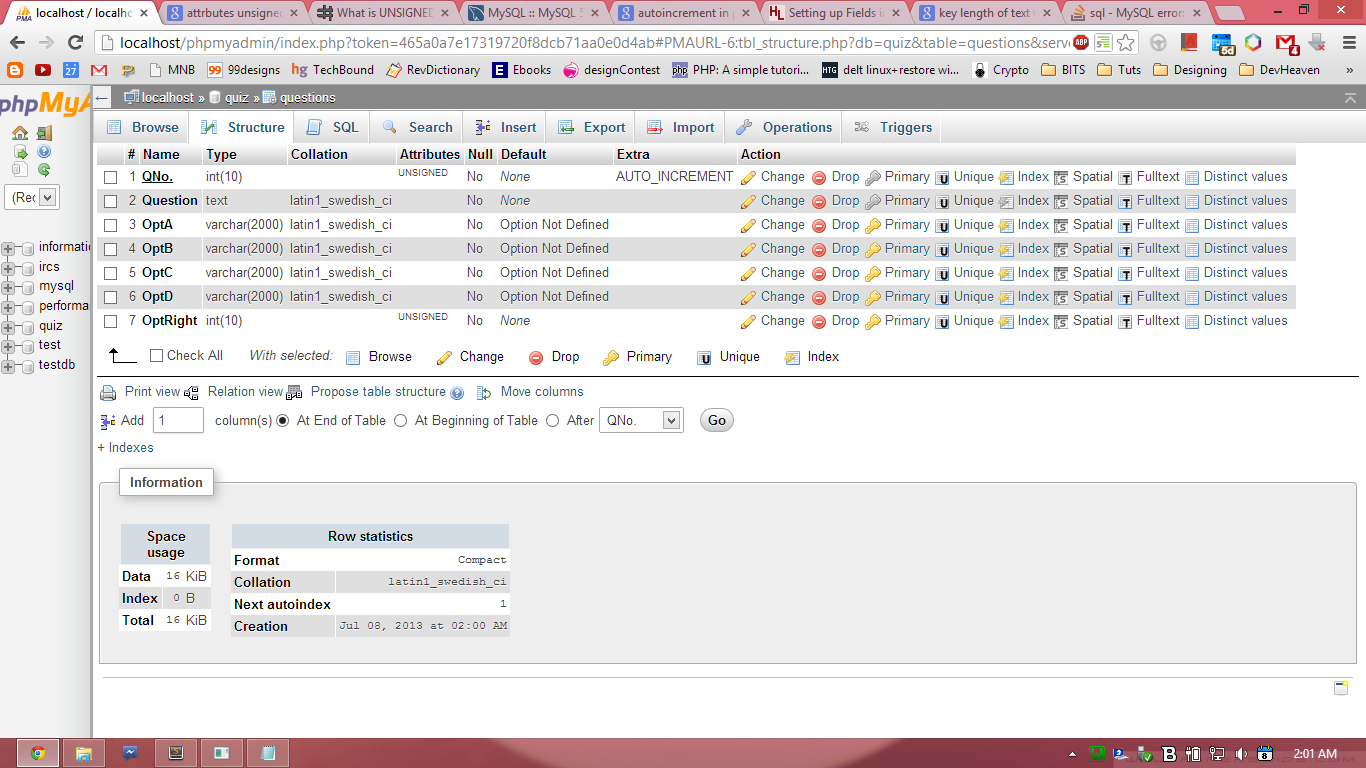 localhost / localho
attrbutes unsigned
What is UNSIGNED
MySQL :: MySQL 5
autoincrement in p
Setting up Fields in
key length of text
sql - MySQL error:
localhost/phpmyadmin/index.php?token=465a0a7e1731972bf8dcb71aa0e0d4ab#PMAURL-6:tbl_structure.php?db=quiz&table=questions&serve
MNB 99designs TechBound RevDictionary Ebooks designContest PHP: A simple tutori... delt linux+restore wi... Crypto BITS Tuts Designing DevHeaven »
phpMyA
localhost » quiz » questions
Browse Structure SQL Search Insert Export Import Operations Triggers
# Name Type Collation Attributes Null Default Extra Action
1 QNo. int(10) UNSIGNED No None AUTO_INCREMENT Change Drop Primary Unique Index Spatial Fulltext Distinct values
2 Question text latin1_swedish_ci No None Change Drop Primary Unique Index Spatial Fulltext Distinct values
3 OptA varchar(2000) latin1_swedish_ci No Option Not Defined Change Drop Primary Unique Index Spatial Fulltext Distinct values
4 OptB varchar(2000) latin1_swedish_ci No Option Not Defined Change Drop Primary Unique Index Spatial Fulltext Distinct values
5 OptC varchar(2000) latin1_swedish_ci No Option Not Defined Change Drop Primary Unique Index Spatial Fulltext Distinct values
6 OptD varchar(2000) latin1_swedish_ci No Option Not Defined Change Drop Primary Unique Index Spatial Fulltext Distinct values
7 OptRight int(10) UNSIGNED No None Change Drop Primary Unique Index Spatial Fulltext Distinct values
Check All With selected: Browse Change Drop Primary Unique Index
Print view Relation view Propose table structure Move columns
Add 1 column(s) At End of Table At Beginning of Table After QNo. Go
+ Indexes
(Rec
informatio
ircs
mysql
performa
quiz
test
testdb
Information
Space usage
Data 16 KiB
Index 0 B
Total 16 KiB
Row statistics
Format Compact
Collation latin1_swedish_ci
Next autoindex 1
Creation Jul 08, 2013 at 02:00 AM
2:01 AM